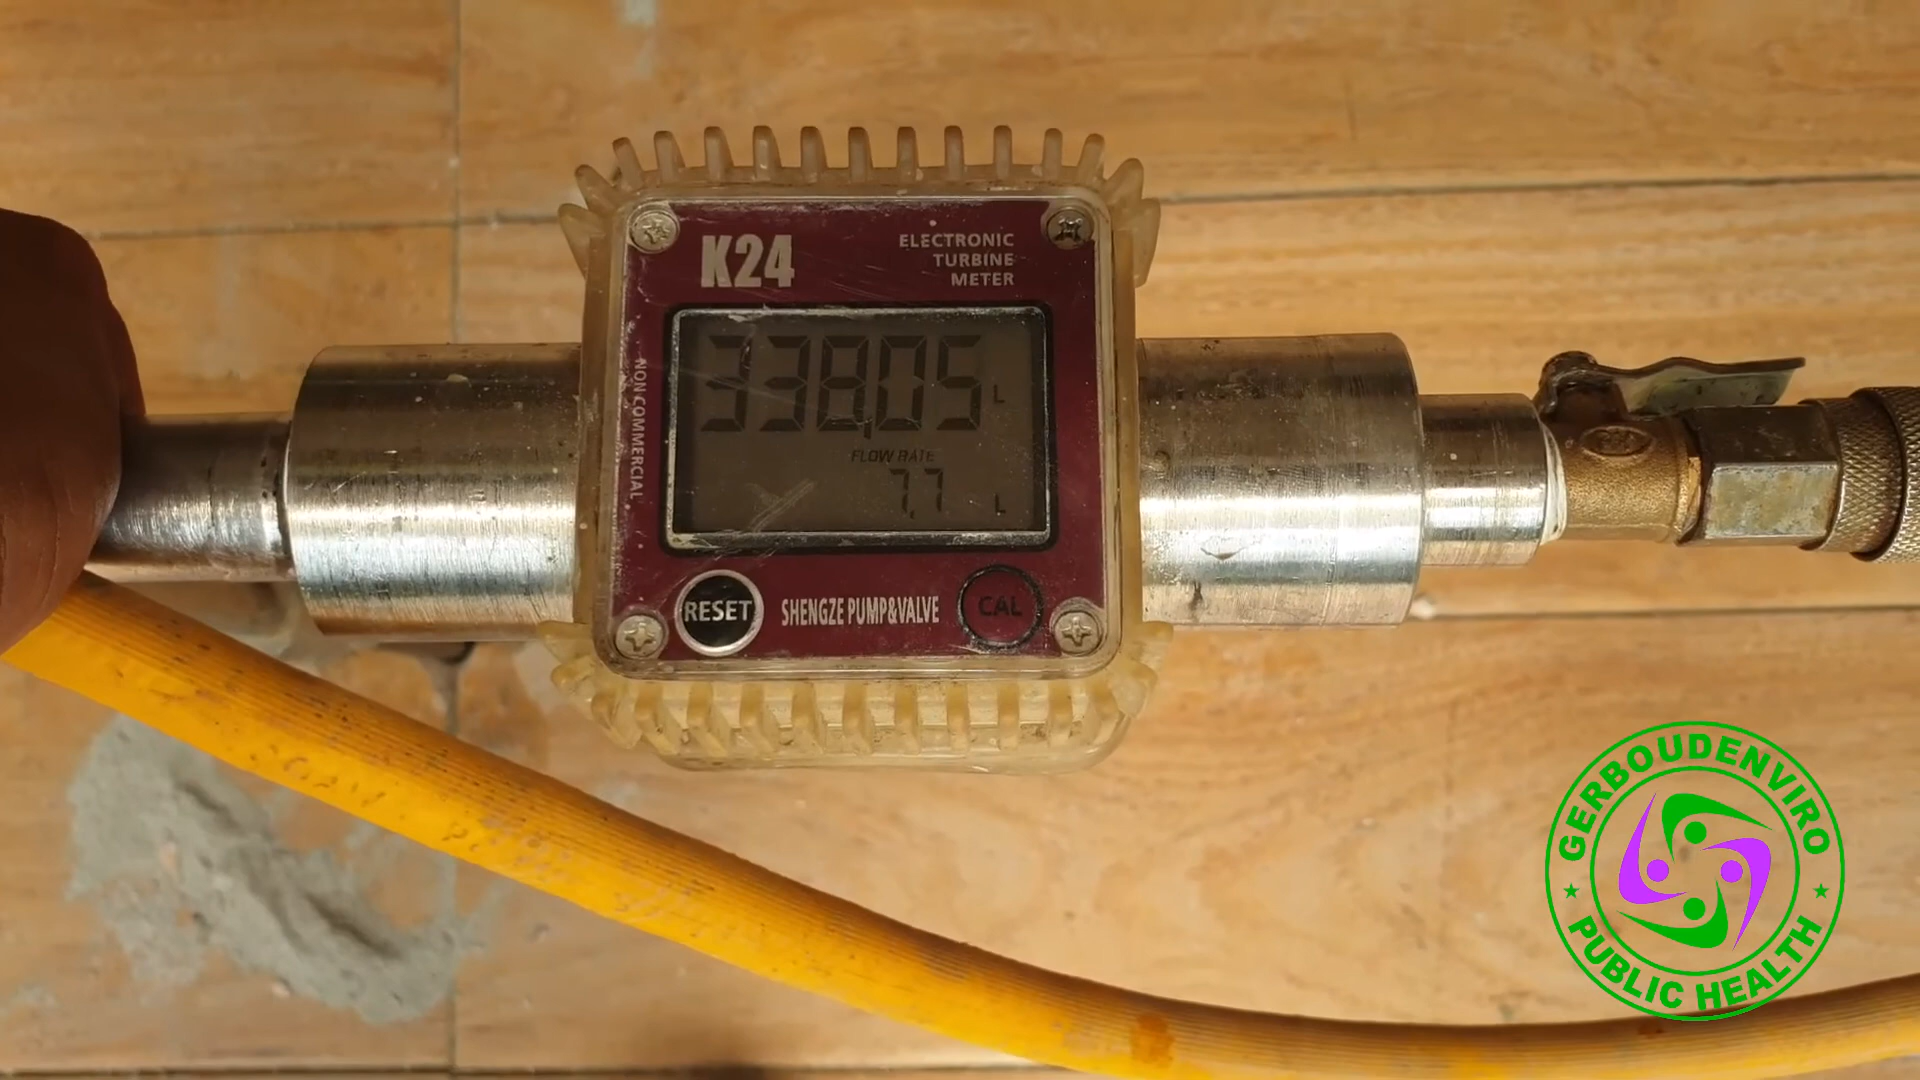 K24
ELECTRONIC
TURBINE
METER
NON COMMERCIAL
338.05 L
FLOW RATE
7.7 L
RESET
SHENGZE PUMP&VALVE
CAL
GERBOUDENVIRO
★ PUBLIC HEALTH ★